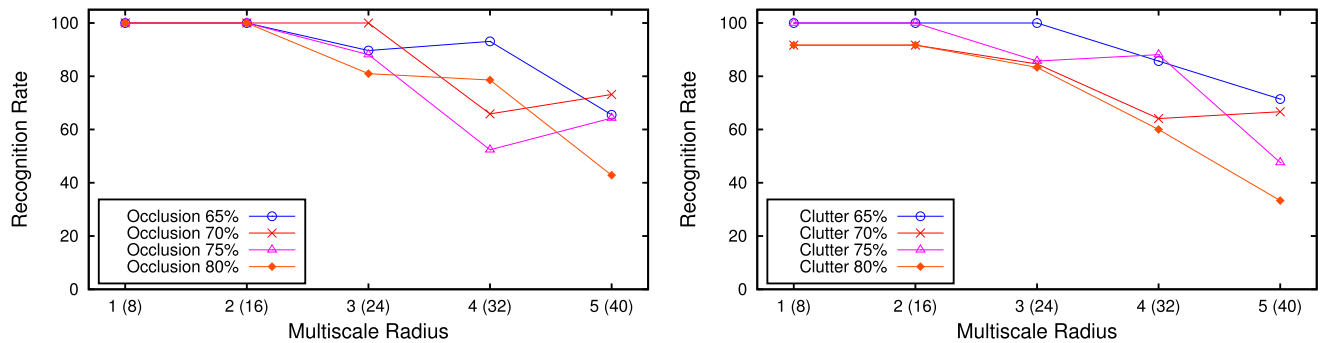 100
80
60
40
20
0
Recognition Rate
Occlusion 65%
Occlusion 70%
Occlusion 75%
Occlusion 80%
1 (8) 2 (16) 3 (24) 4 (32) 5 (40)
Multiscale Radius
100
80
60
40
20
0
Recognition Rate
Clutter 65%
Clutter 70%
Clutter 75%
Clutter 80%
1 (8) 2 (16) 3 (24) 4 (32) 5 (40)
Multiscale Radius